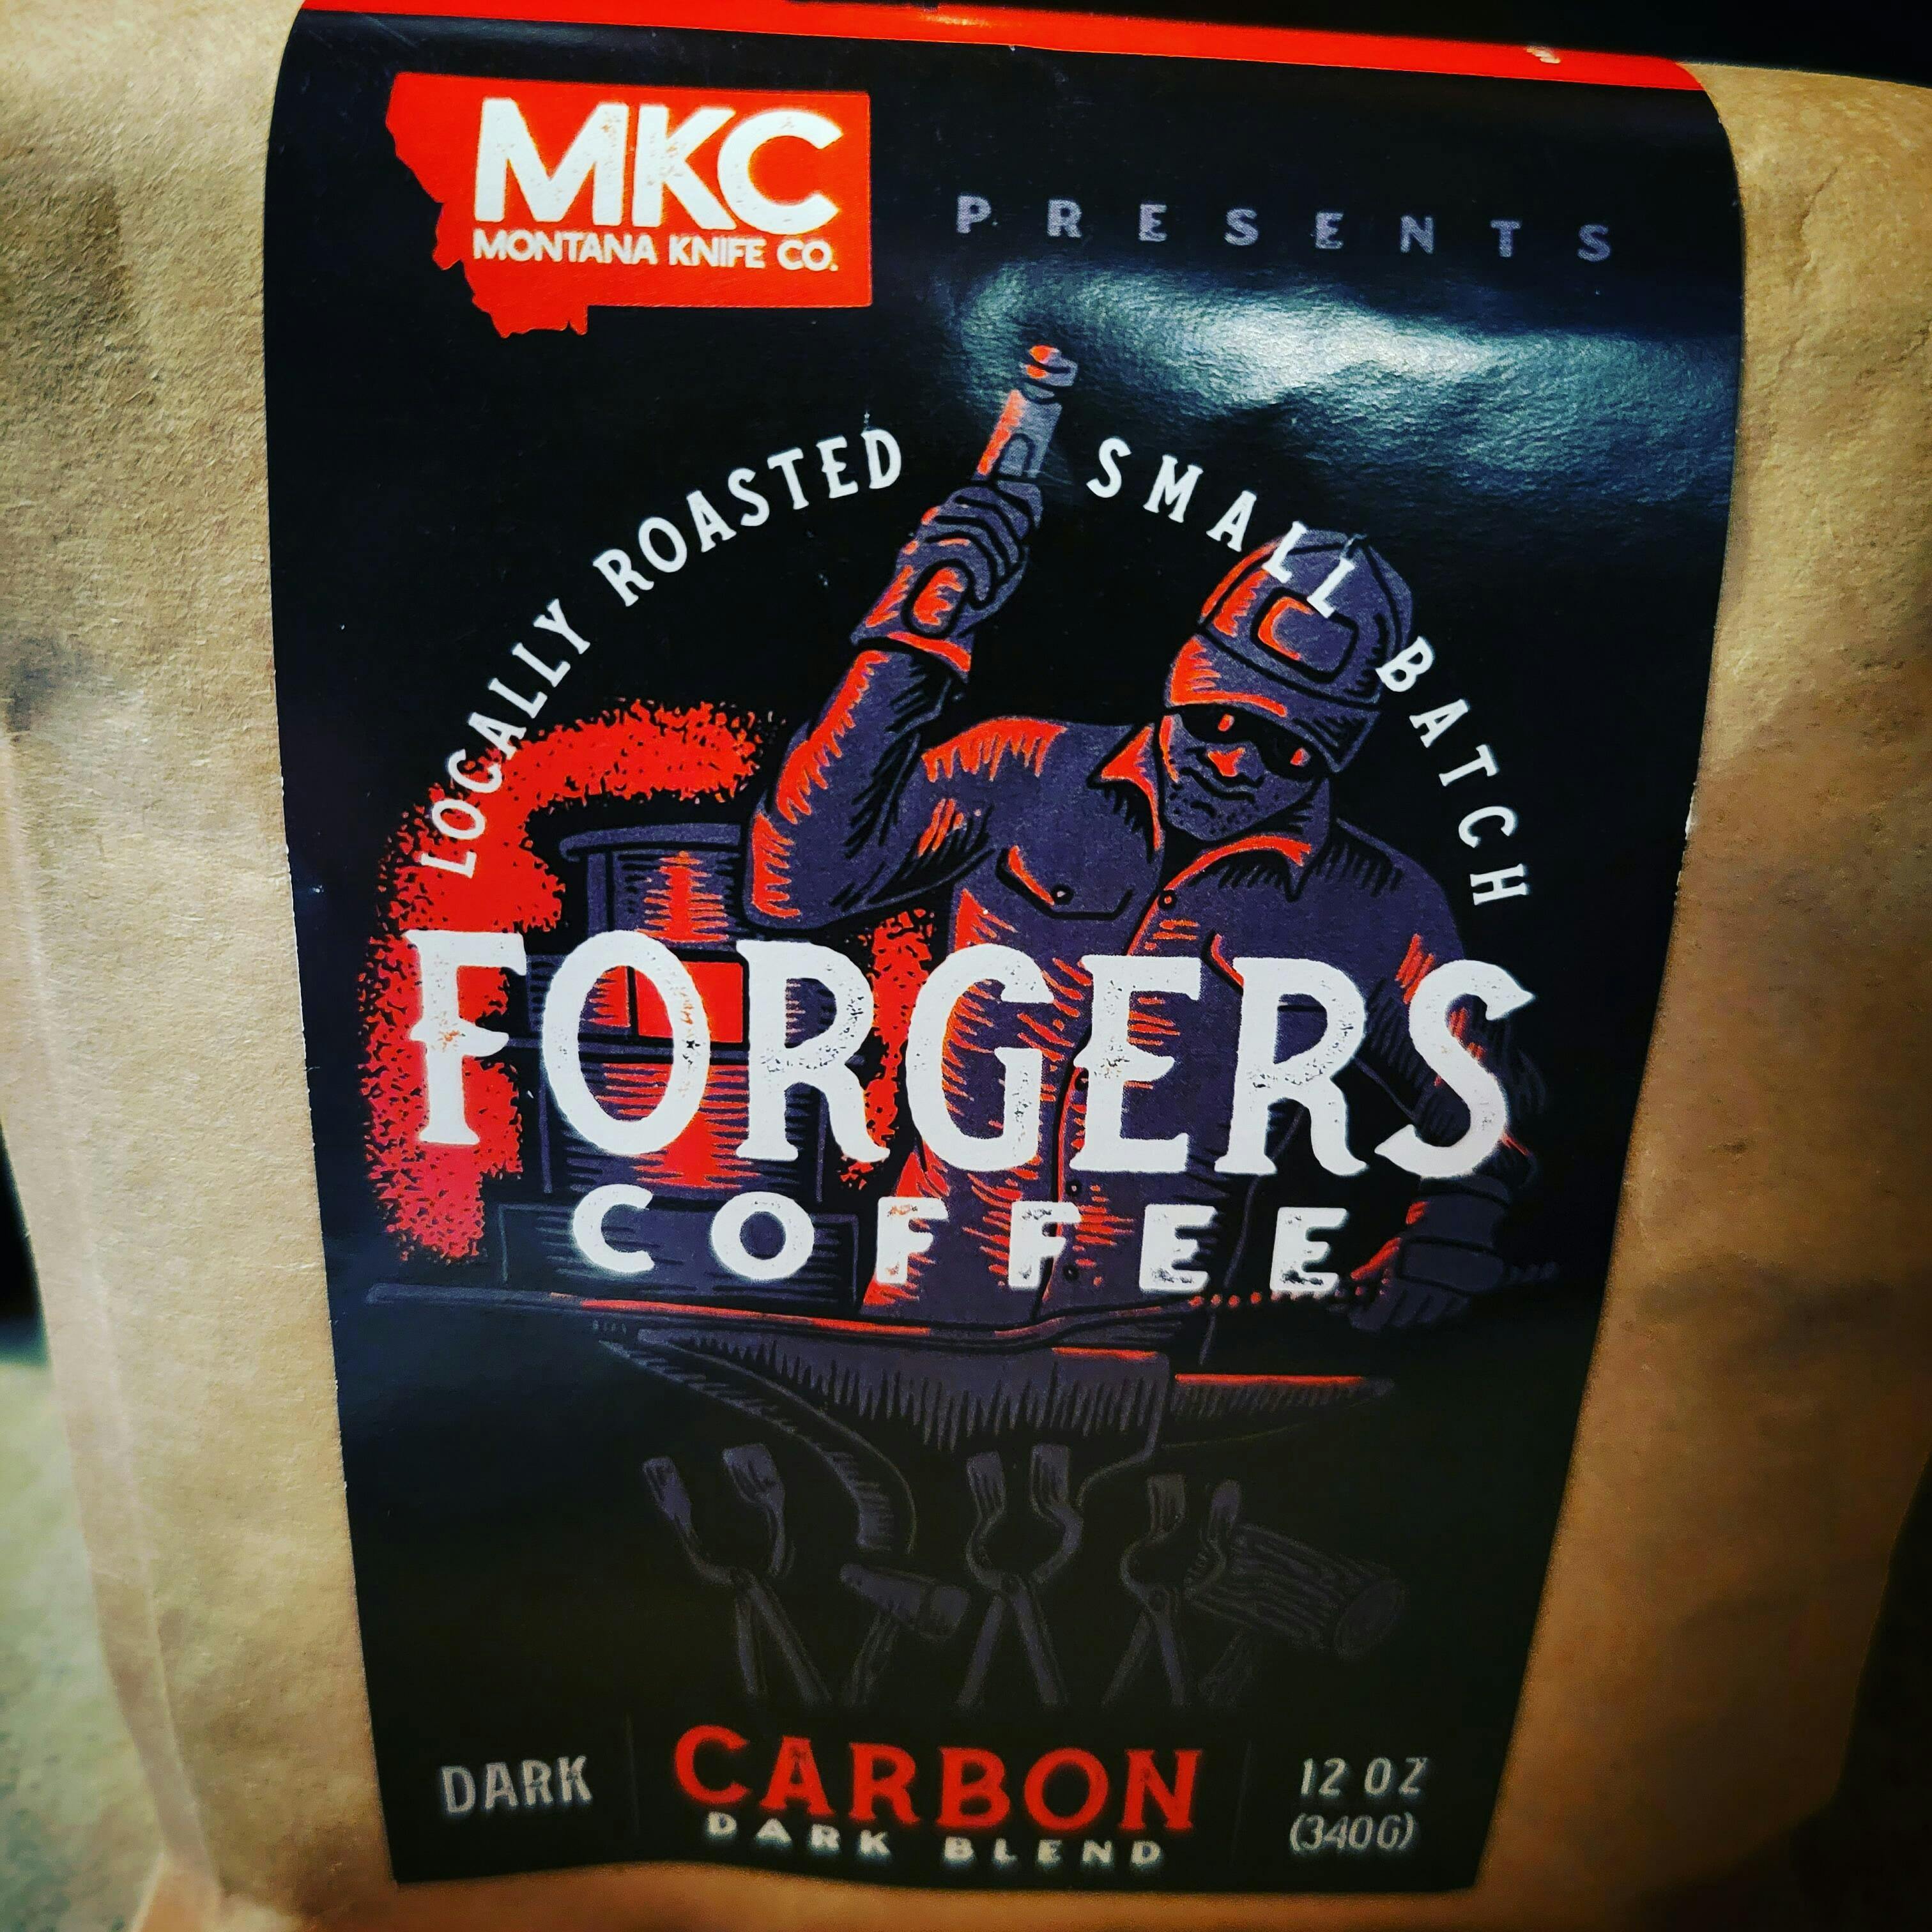 MKC
MONTANA KNIFE CO.
PRESENTS
LOCALLY ROASTED SMALL BATCH
FORGERS
COFFEE
DARK
CARBON
DARK BLEND
12 OZ
(340G)